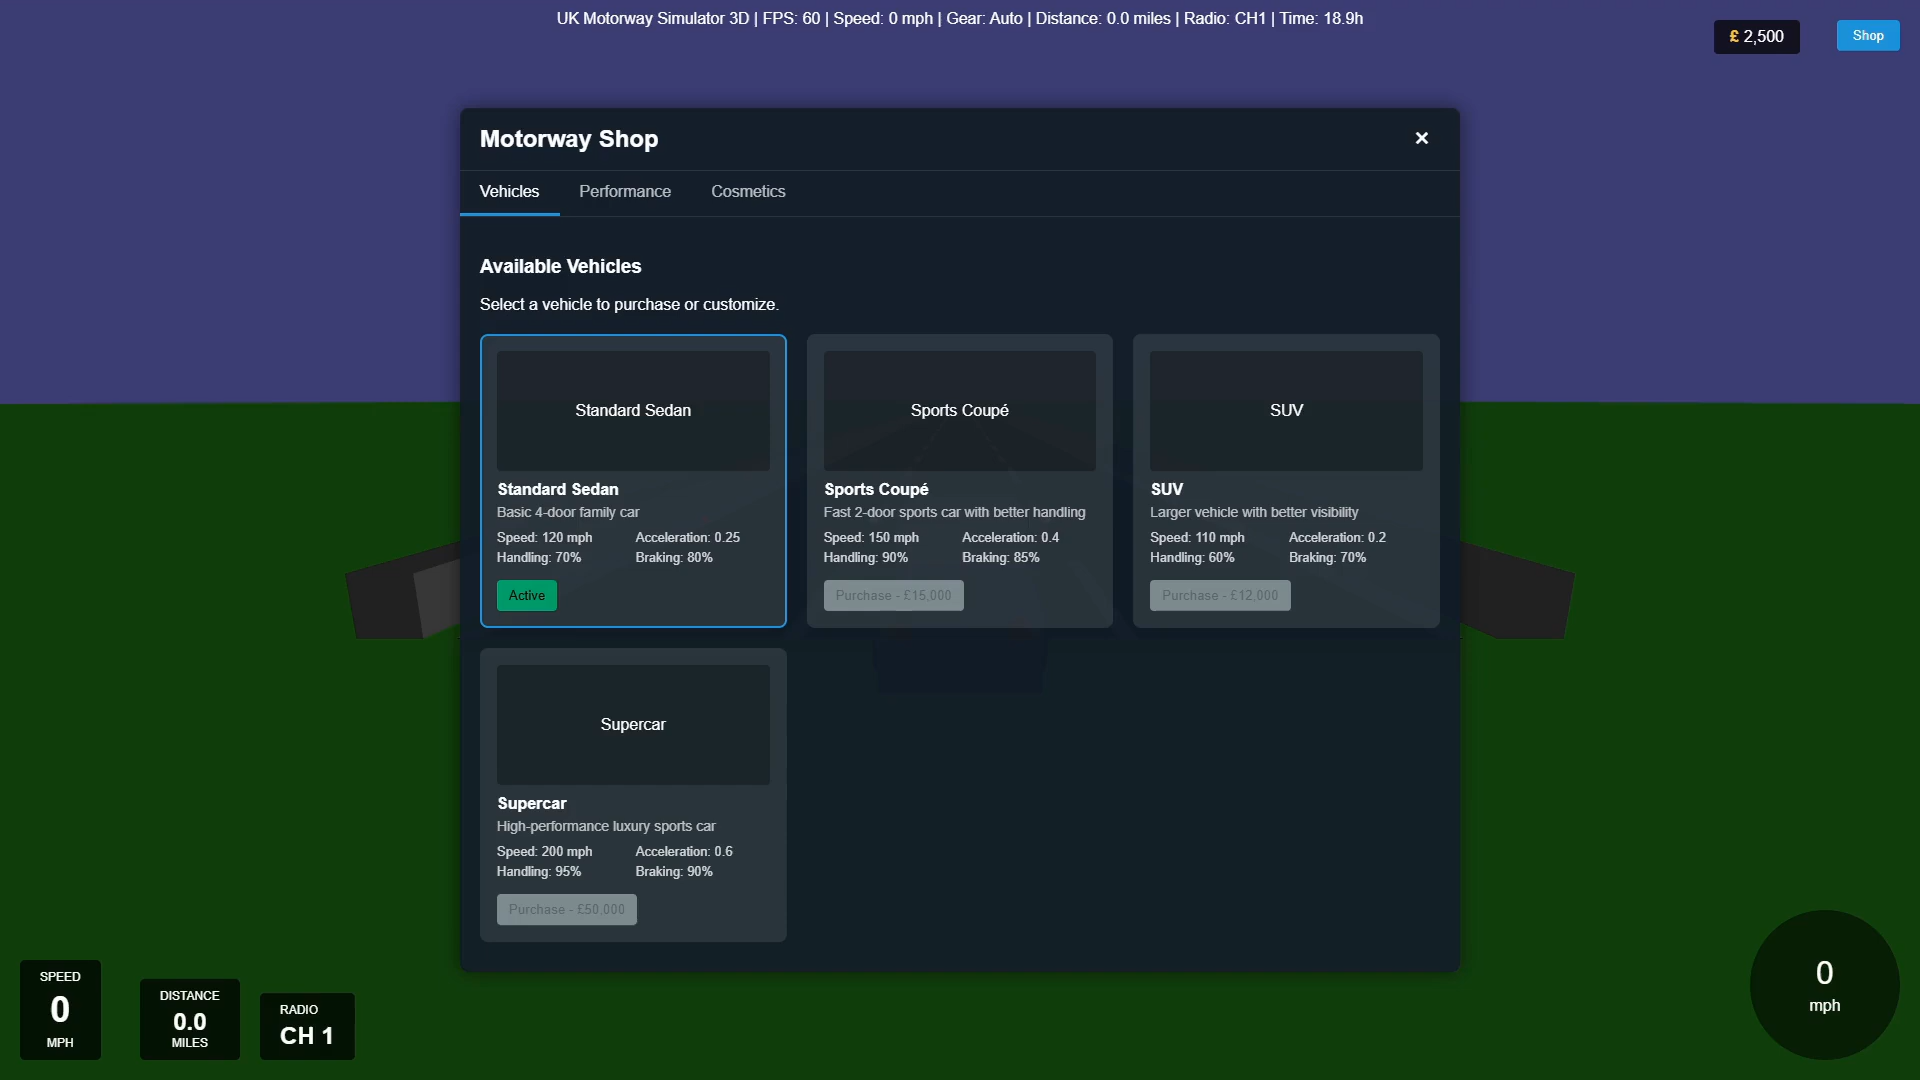 UK Motorway Simulator 3D | FPS: 60 | Speed: 0 mph | Gear: Auto | Distance: 0.0 miles | Radio: CH1 | Time: 18.9h
£ 2,500
Shop
Motorway Shop
×
Vehicles Performance Cosmetics
Available Vehicles
Select a vehicle to purchase or customize.
Standard Sedan
Standard Sedan
Basic 4-door family car
Speed: 120 mph Acceleration: 0.25
Handling: 70% Braking: 80%
Active
Sports Coupé
Sports Coupé
Fast 2-door sports car with better handling
Speed: 150 mph Acceleration: 0.4
Handling: 90% Braking: 85%
Purchase - £15,000
SUV
SUV
Larger vehicle with better visibility
Speed: 110 mph Acceleration: 0.2
Handling: 60% Braking: 70%
Purchase - £12,000
Supercar
Supercar
High-performance luxury sports car
Speed: 200 mph Acceleration: 0.6
Handling: 95% Braking: 90%
Purchase - £50,000
SPEED
0
MPH
DISTANCE
0.0
MILES
RADIO
CH 1
0
mph